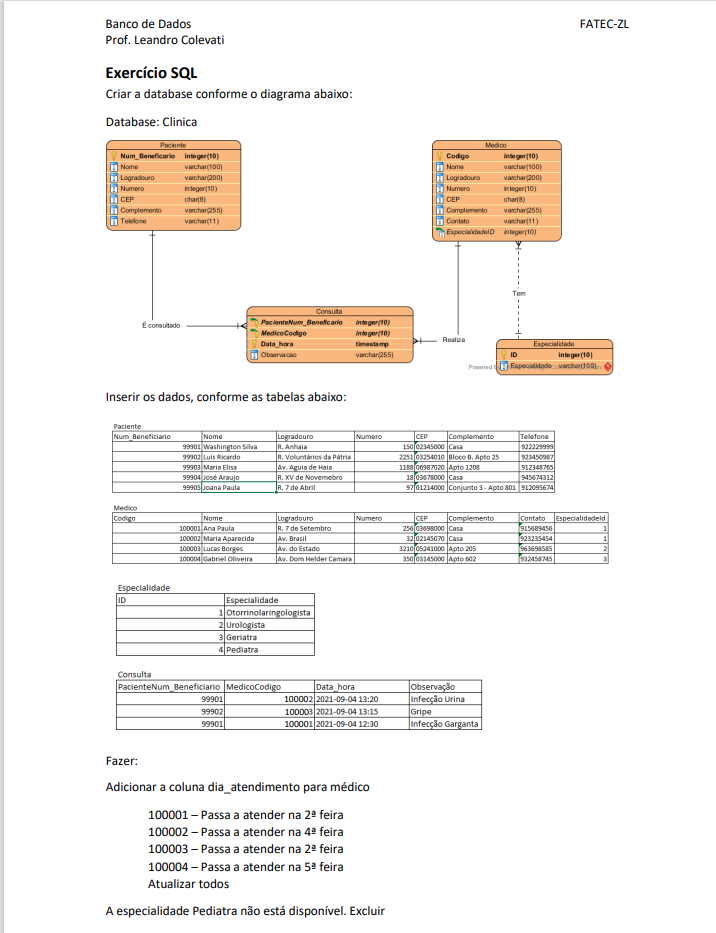 Banco de Dados FATEC-ZL
Prof. Leandro Colevati
Exercício SQL
Criar a database conforme o diagrama abaixo:
Database: Clinica
Paciente
Num_Beneficario integer(10)
Nome varchar(100)
Logradouro varchar(200)
Numero integer(10)
CEP char(8)
Complemento varchar(255)
Telefone varchar(11)
Medico
Codigo integer(10)
Nome varchar(100)
Logradouro varchar(200)
Numero integer(10)
CEP char(8)
Complemento varchar(255)
Contato varchar(11)
EspecialidadeID integer(10)
Tem
É consultado
Consulta
PacienteNum_Beneficario integer(10)
MedicoCodigo integer(10)
Data_hora timestamp
Observacao varchar(255)
Realiza
Especialidade
ID integer(10)
Especialidade varchar(100)
Powered
Inserir os dados, conforme as tabelas abaixo:
Paciente
Num_Beneficiario Nome Logradouro Numero CEP Complemento Telefone
99901 Washington Silva R. Anhaia 150 02345000 Casa 922229999
99902 Luis Ricardo R. Voluntários da Pátria 2251 03254010 Bloco B. Apto 25 923450987
99903 Maria Elisa Av. Aguia de Haia 1188 06987020 Apto 1208 912348765
99904 José Araujo R. XV de Novemebro 18 03678000 Casa 945674312
99905 Joana Paula R. 7 de Abril 97 01214000 Conjunto 3 - Apto 801 912095674
Medico
Codigo Nome Logradouro Numero CEP Complemento Contato EspecialidadeId
100001 Ana Paula R. 7 de Setembro 256 03698000 Casa 915689456 1
100002 Maria Aparecida Av. Brasil 32 02145070 Casa 923235454 1
100003 Lucas Borges Av. do Estado 3210 05241000 Apto 205 963698585 2
100004 Gabriel Oliveira Av. Dom Helder Camara 350 03145000 Apto 602 932458745 3
Especialidade
ID Especialidade
1 Otorrinolaringologista
2 Urologista
3 Geriatra
4 Pediatra
Consulta
PacienteNum_Beneficiario MedicoCodigo Data_hora Observação
99901 100002 2021-09-04 13:20 Infecção Urina
99902 100003 2021-09-04 13:15 Gripe
99901 100001 2021-09-04 12:30 Infecção Garganta
Fazer:
Adicionar a coluna dia_atendimento para médico
100001 – Passa a atender na 2ª feira
100002 – Passa a atender na 4ª feira
100003 – Passa a atender na 2ª feira
100004 – Passa a atender na 5ª feira
Atualizar todos
A especialidade Pediatra não está disponível. Excluir